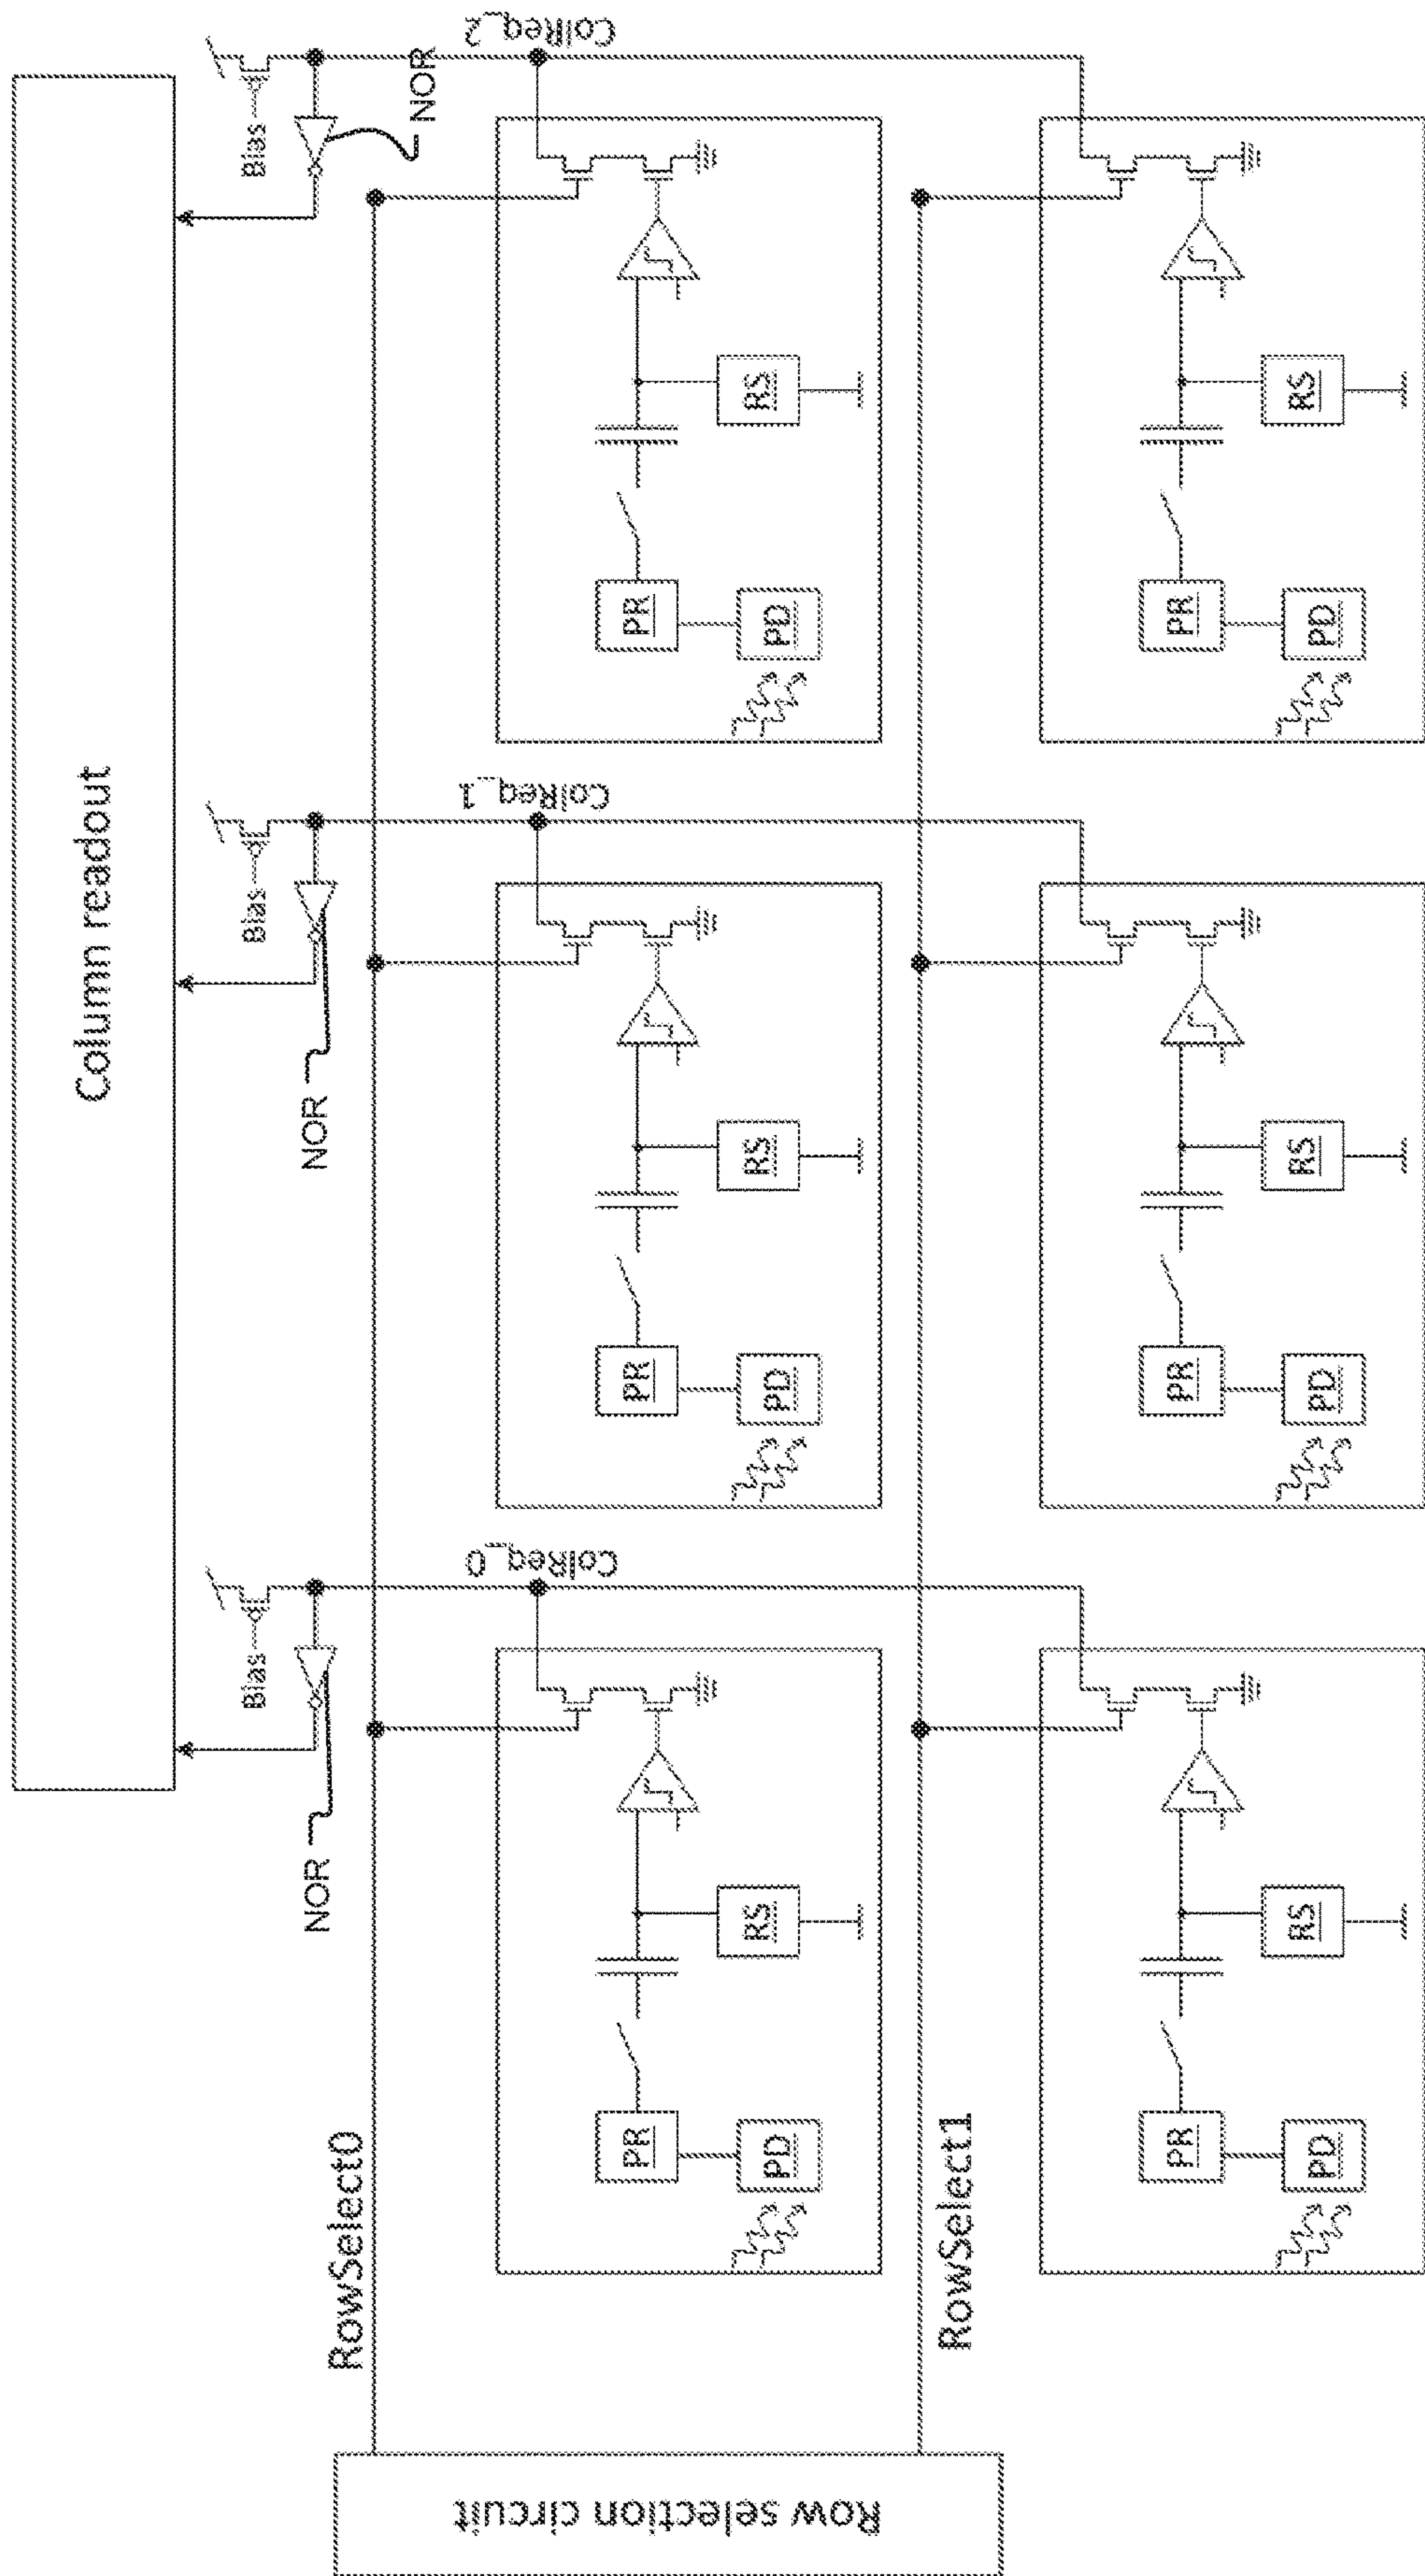 Column readout
Bias
Bias
Bias
NOR
NOR
NOR
RowSelect0
ColReq_0
ColReq_1
ColReq_2
PR
RS
PD
PR
RS
PD
PR
RS
PD
Row selection circuit
RowSelect1
PR
RS
PD
PR
RS
PD
PR
RS
PD